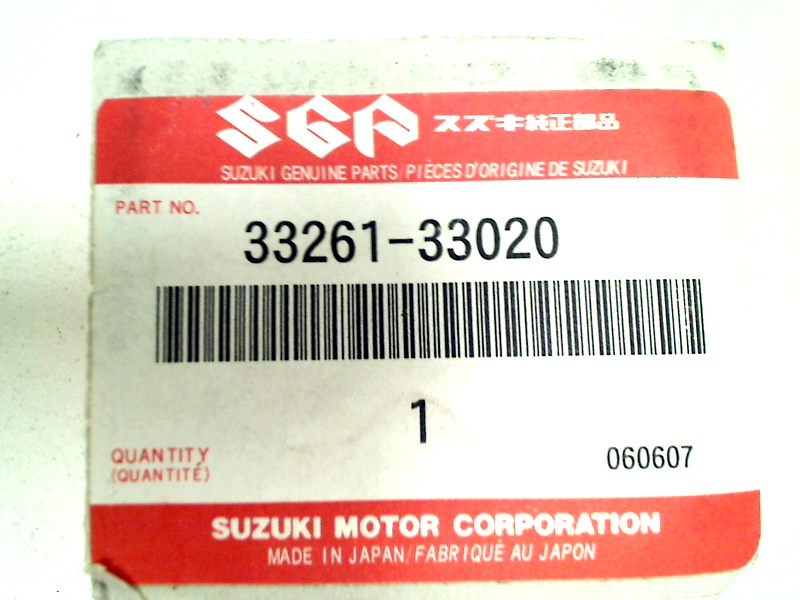 SGP スズキ純正部品
SUZUKI GENUINE PARTS/PIÈCES D'ORIGINE DE SUZUKI
PART NO.
33261-33020
1
QUANTITY
(QUANTITÉ)
060607
SUZUKI MOTOR CORPORATION
MADE IN JAPAN/FABRIQUÉ AU JAPON